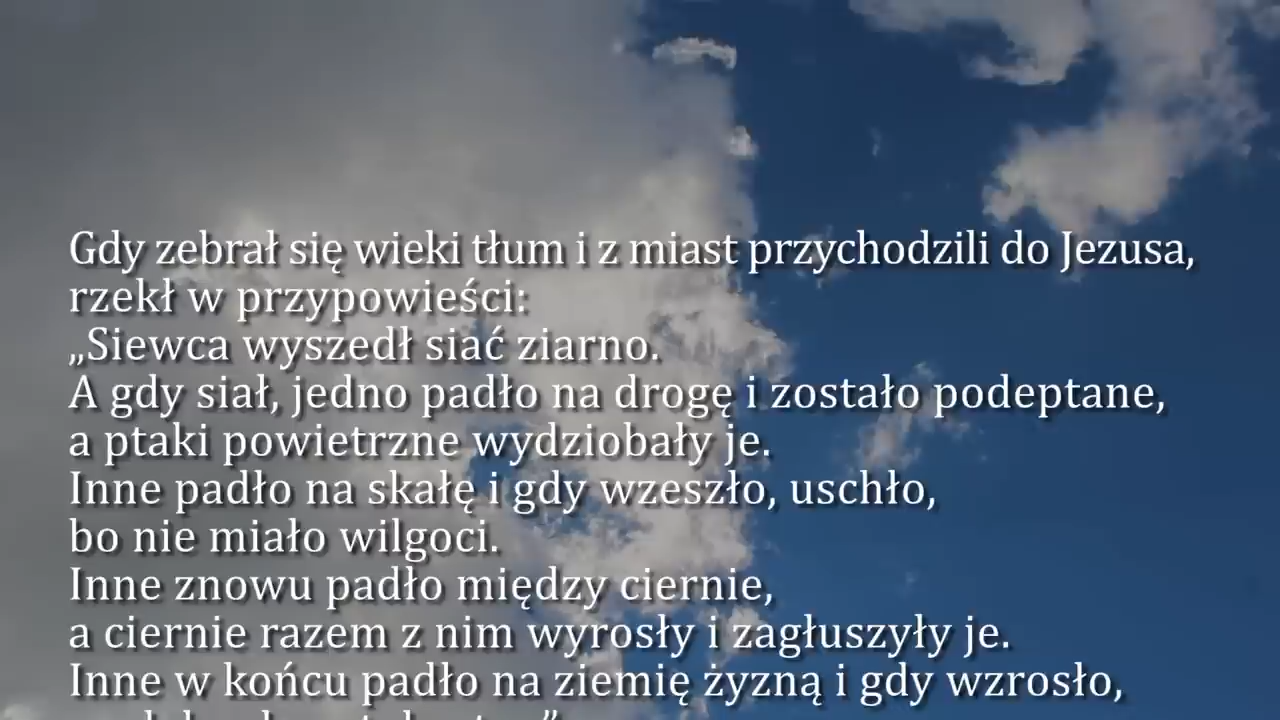 Gdy zebrał się wieki tłum i z miast przychodzili do Jezusa,
rzekł w przypowieści:
„Siewca wyszedł siać ziarno.
A gdy siał, jedno padło na drogę i zostało podeptane,
a ptaki powietrzne wydziobały je.
Inne padło na skałę i gdy wzeszło, uschło,
bo nie miało wilgoci.
Inne znowu padło między ciernie,
a ciernie razem z nim wyrosły i zagłuszyły je.
Inne w końcu padło na ziemię żyzną i gdy wzrosło,